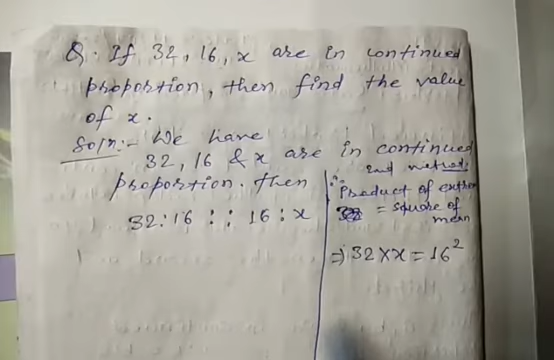 Q. If 32, 16, x are in continued
proportion, then find the value
of x.
Soln:- We have
32, 16 & x are in continued
proportion. then
32:16 :: 16:x
2nd method:
∵ Product of extre
= square of
mean
⇒ 32×x = 16²